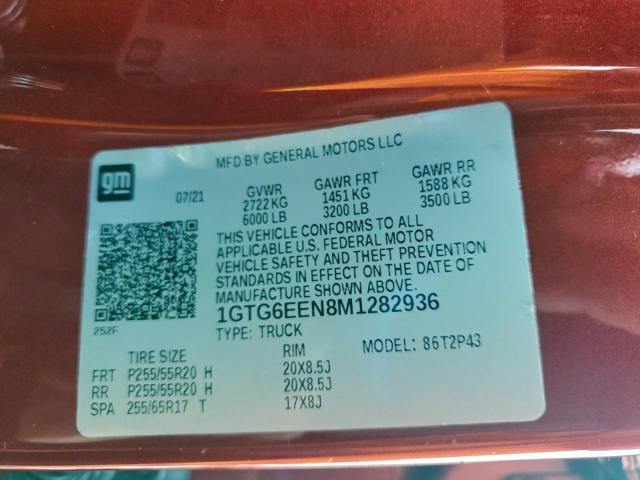 MFD BY GENERAL MOTORS LLC
gm
07/21
GVWR GAWR FRT GAWR RR
2722 KG 1451 KG 1588 KG
6000 LB 3200 LB 3500 LB
THIS VEHICLE CONFORMS TO ALL
APPLICABLE U.S. FEDERAL MOTOR
VEHICLE SAFETY AND THEFT PREVENTION
STANDARDS IN EFFECT ON THE DATE OF
MANUFACTURE SHOWN ABOVE.
252F
1GTG6EEN8M1282936
TYPE: TRUCK MODEL: 86T2P43
TIRE SIZE RIM
FRT P255/55R20 H 20X8.5J
RR P255/55R20 H 20X8.5J
SPA 255/65R17 T 17X8J